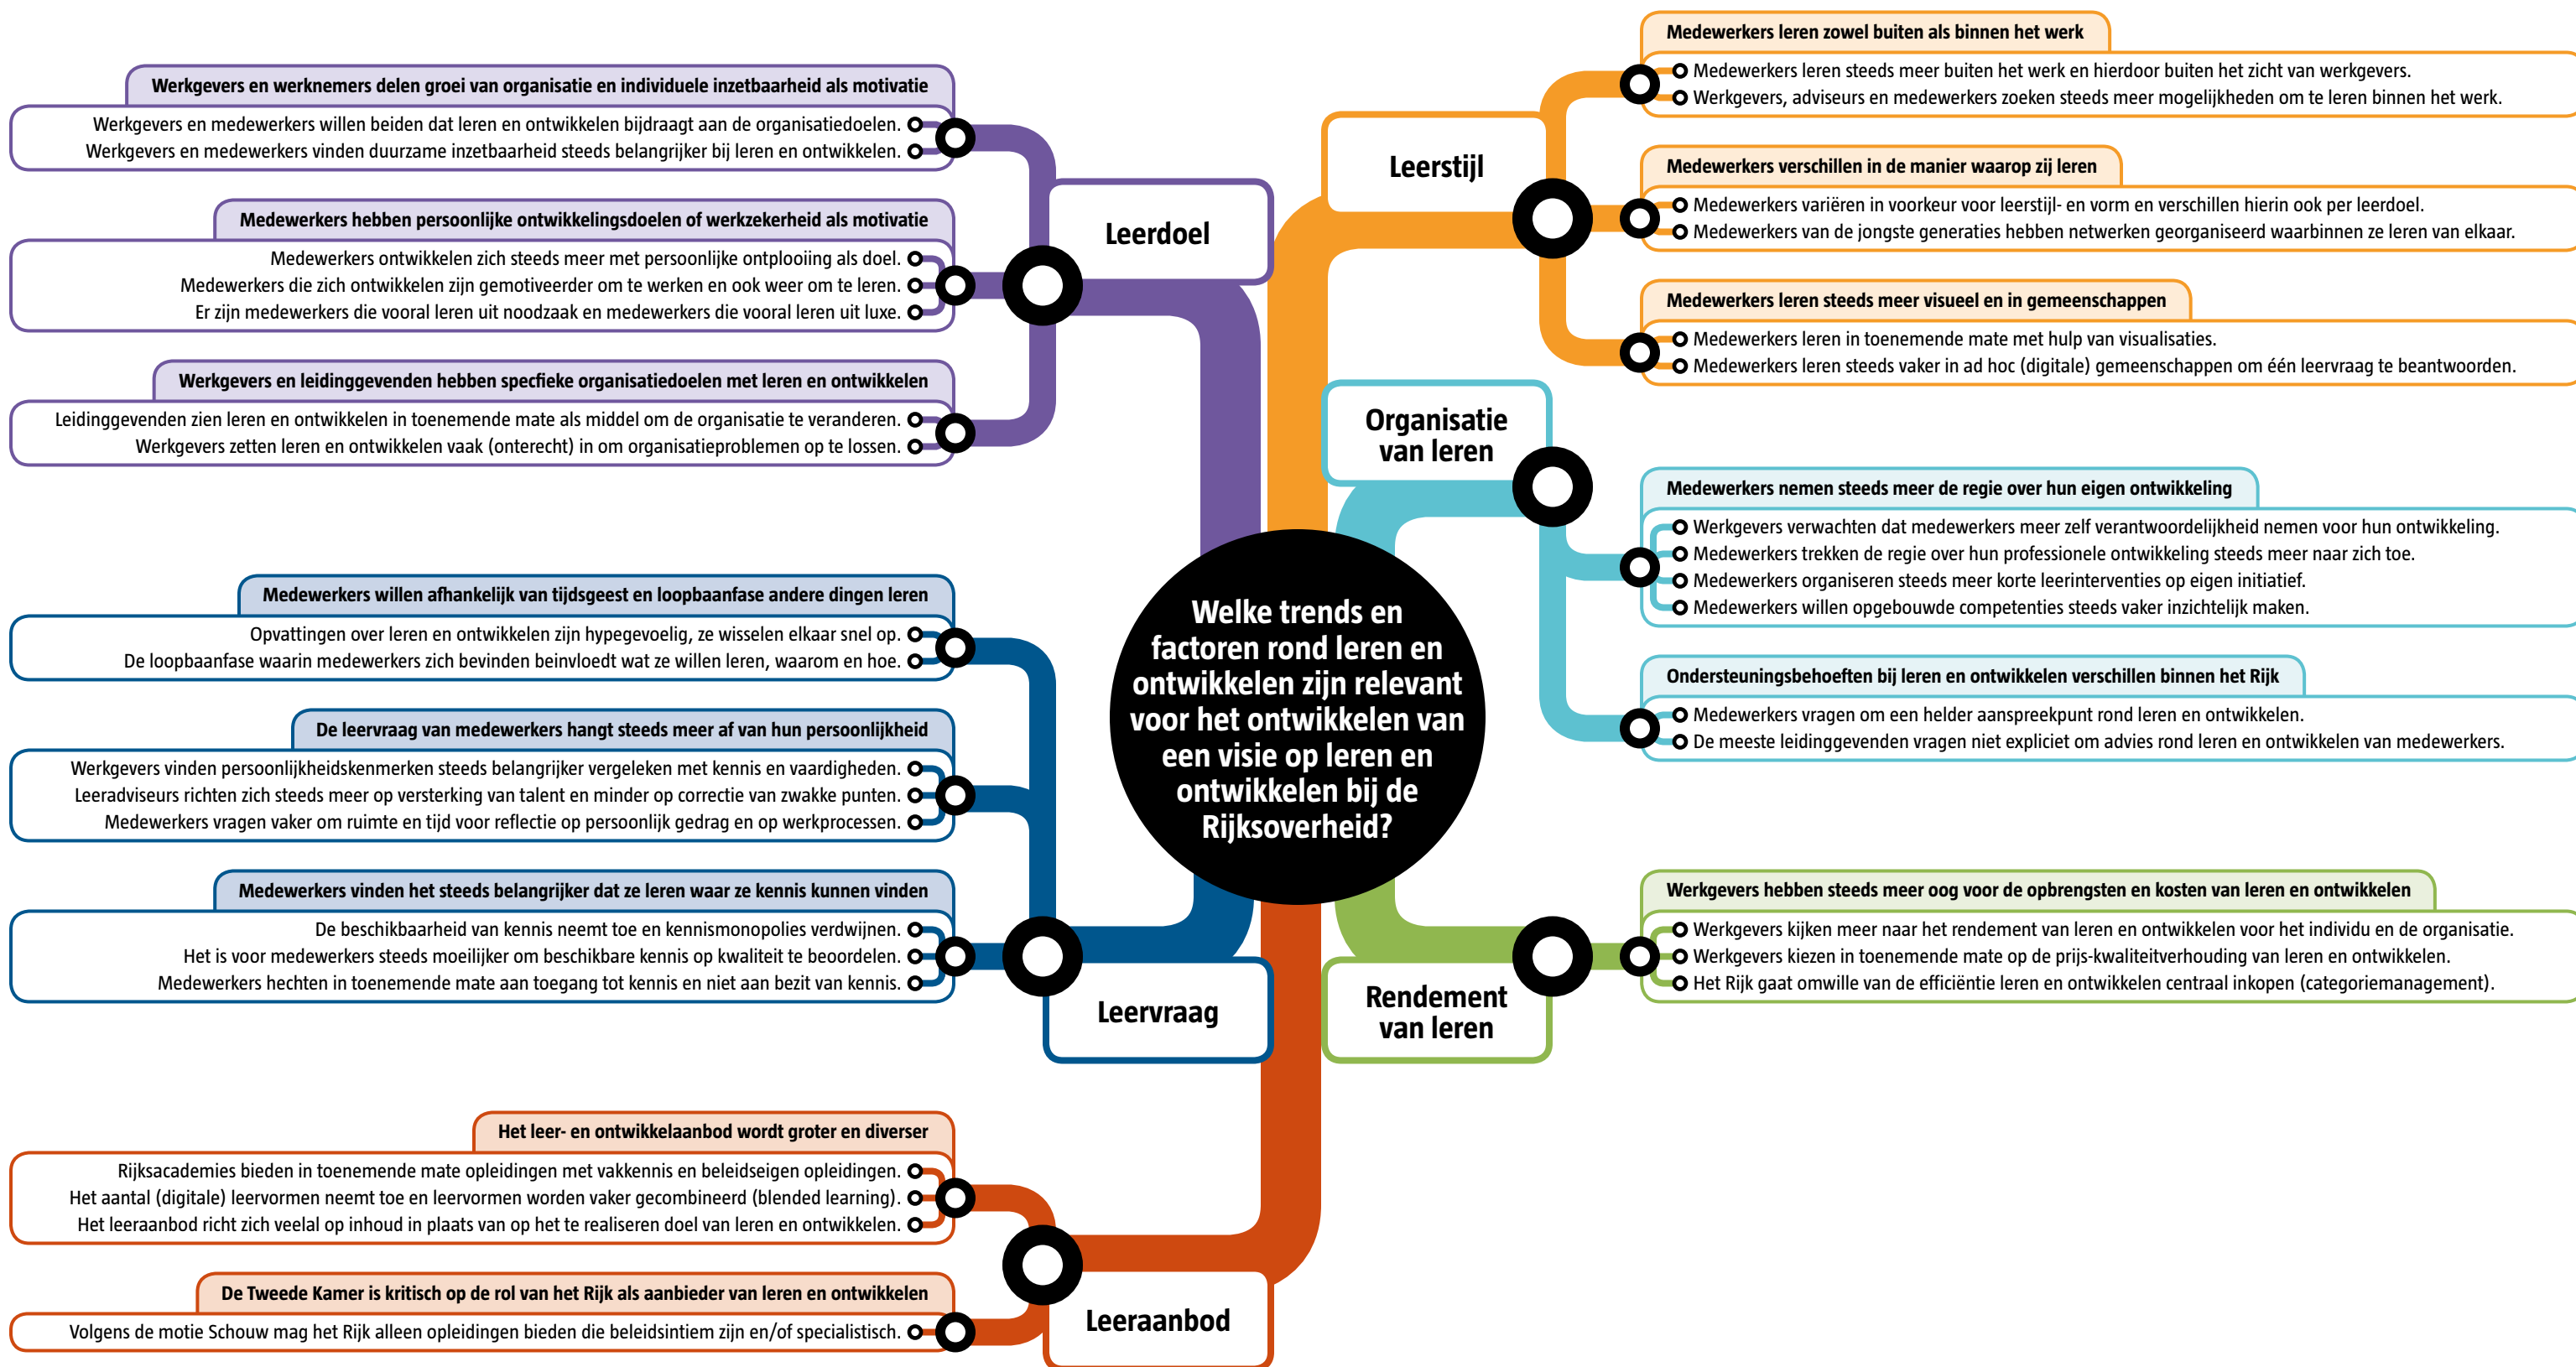 Werkgevers en werknemers delen groei van organisatie en individuele inzetbaarheid als motivatie
Werkgevers en medewerkers willen beiden dat leren en ontwikkelen bijdraagt aan de organisatiedoelen.
Werkgevers en medewerkers vinden duurzame inzetbaarheid steeds belangrijker bij leren en ontwikkelen.
Medewerkers hebben persoonlijke ontwikkelingsdoelen of werkzekerheid als motivatie
Medewerkers ontwikkelen zich steeds meer met persoonlijke ontplooiing als doel.
Medewerkers die zich ontwikkelen zijn gemotiveerder om te werken en ook weer om te leren.
Er zijn medewerkers die vooral leren uit noodzaak en medewerkers die vooral leren uit luxe.
Werkgevers en leidinggevenden hebben specfieke organisatiedoelen met leren en ontwikkelen
Leidinggevenden zien leren en ontwikkelen in toenemende mate als middel om de organisatie te veranderen.
Werkgevers zetten leren en ontwikkelen vaak (onterecht) in om organisatieproblemen op te lossen.
Leerdoel
Medewerkers willen afhankelijk van tijdsgeest en loopbaanfase andere dingen leren
Opvattingen over leren en ontwikkelen zijn hypegevoelig, ze wisselen elkaar snel op.
De loopbaanfase waarin medewerkers zich bevinden beinvloedt wat ze willen leren, waarom en hoe.
De leervraag van medewerkers hangt steeds meer af van hun persoonlijkheid
Werkgevers vinden persoonlijkheidskenmerken steeds belangrijker vergeleken met kennis en vaardigheden.
Leeradviseurs richten zich steeds meer op versterking van talent en minder op correctie van zwakke punten.
Medewerkers vragen vaker om ruimte en tijd voor reflectie op persoonlijk gedrag en op werkprocessen.
Medewerkers vinden het steeds belangrijker dat ze leren waar ze kennis kunnen vinden
De beschikbaarheid van kennis neemt toe en kennismonopolies verdwijnen.
Het is voor medewerkers steeds moeilijker om beschikbare kennis op kwaliteit te beoordelen.
Medewerkers hechten in toenemende mate aan toegang tot kennis en niet aan bezit van kennis.
Leervraag
Het leer- en ontwikkelaanbod wordt groter en diverser
Rijksacademies bieden in toenemende mate opleidingen met vakkennis en beleidseigen opleidingen.
Het aantal (digitale) leervormen neemt toe en leervormen worden vaker gecombineerd (blended learning).
Het leeraanbod richt zich veelal op inhoud in plaats van op het te realiseren doel van leren en ontwikkelen.
De Tweede Kamer is kritisch op de rol van het Rijk als aanbieder van leren en ontwikkelen
Volgens de motie Schouw mag het Rijk alleen opleidingen bieden die beleidsintiem zijn en/of specialistisch.
Leeraanbod
Welke trends en
factoren rond leren en
ontwikkelen zijn relevant
voor het ontwikkelen van
een visie op leren en
ontwikkelen bij de
Rijksoverheid?
Leerstijl
Medewerkers leren zowel buiten als binnen het werk
Medewerkers leren steeds meer buiten het werk en hierdoor buiten het zicht van werkgevers.
Werkgevers, adviseurs en medewerkers zoeken steeds meer mogelijkheden om te leren binnen het werk.
Medewerkers verschillen in de manier waarop zij leren
Medewerkers variëren in voorkeur voor leerstijl- en vorm en verschillen hierin ook per leerdoel.
Medewerkers van de jongste generaties hebben netwerken georganiseerd waarbinnen ze leren van elkaar.
Medewerkers leren steeds meer visueel en in gemeenschappen
Medewerkers leren in toenemende mate met hulp van visualisaties.
Medewerkers leren steeds vaker in ad hoc (digitale) gemeenschappen om één leervraag te beantwoorden.
Organisatie
van leren
Medewerkers nemen steeds meer de regie over hun eigen ontwikkeling
Werkgevers verwachten dat medewerkers meer zelf verantwoordelijkheid nemen voor hun ontwikkeling.
Medewerkers trekken de regie over hun professionele ontwikkeling steeds meer naar zich toe.
Medewerkers organiseren steeds meer korte leerinterventies op eigen initiatief.
Medewerkers willen opgebouwde competenties steeds vaker inzichtelijk maken.
Ondersteuningsbehoeften bij leren en ontwikkelen verschillen binnen het Rijk
Medewerkers vragen om een helder aanspreekpunt rond leren en ontwikkelen.
De meeste leidinggevenden vragen niet expliciet om advies rond leren en ontwikkelen van medewerkers.
Rendement
van leren
Werkgevers hebben steeds meer oog voor de opbrengsten en kosten van leren en ontwikkelen
Werkgevers kijken meer naar het rendement van leren en ontwikkelen voor het individu en de organisatie.
Werkgevers kiezen in toenemende mate op de prijs-kwaliteitverhouding van leren en ontwikkelen.
Het Rijk gaat omwille van de efficiëntie leren en ontwikkelen centraal inkopen (categoriemanagement).